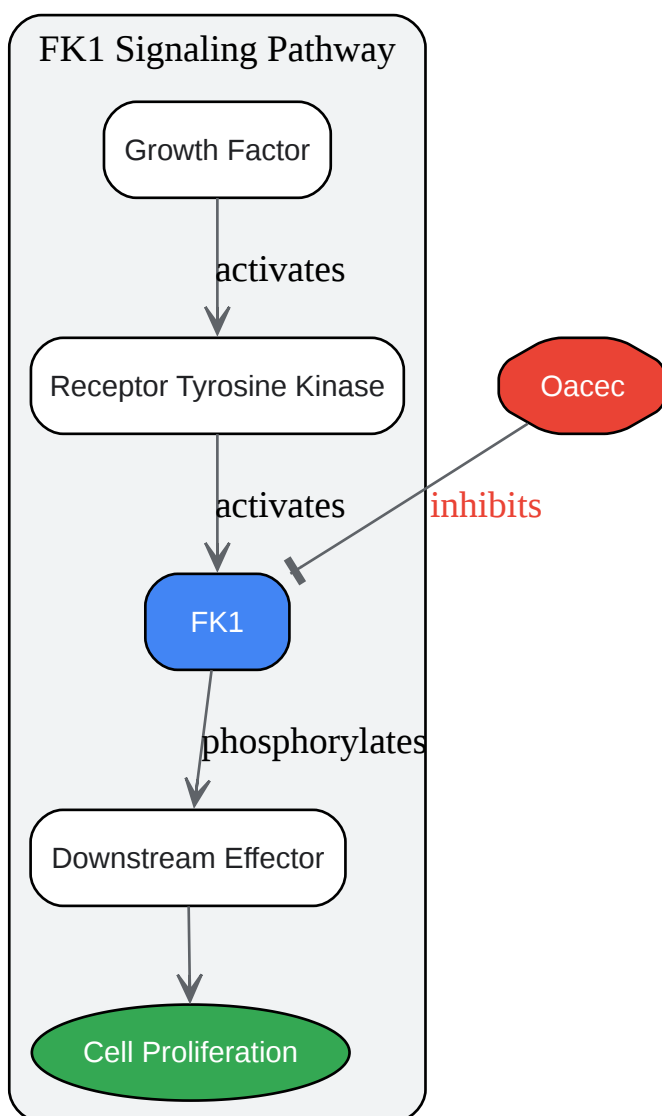 FK1 Signaling Pathway
Growth Factor
activates
Receptor Tyrosine Kinase
Oacec
activates
inhibits
FK1
phosphorylates
Downstream Effector
Cell Proliferation